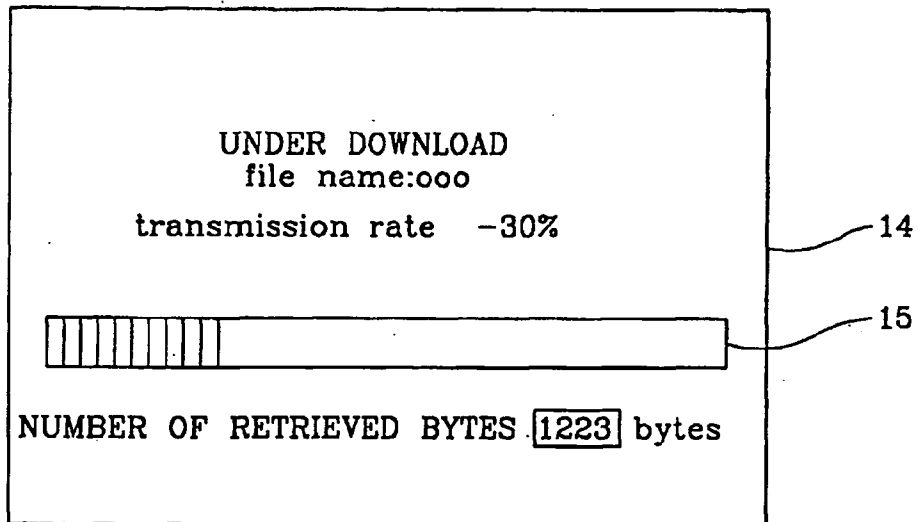 UNDER DOWNLOAD
file name:ooo
transmission rate -30%
14
15
NUMBER OF RETRIEVED BYTES 1223 bytes